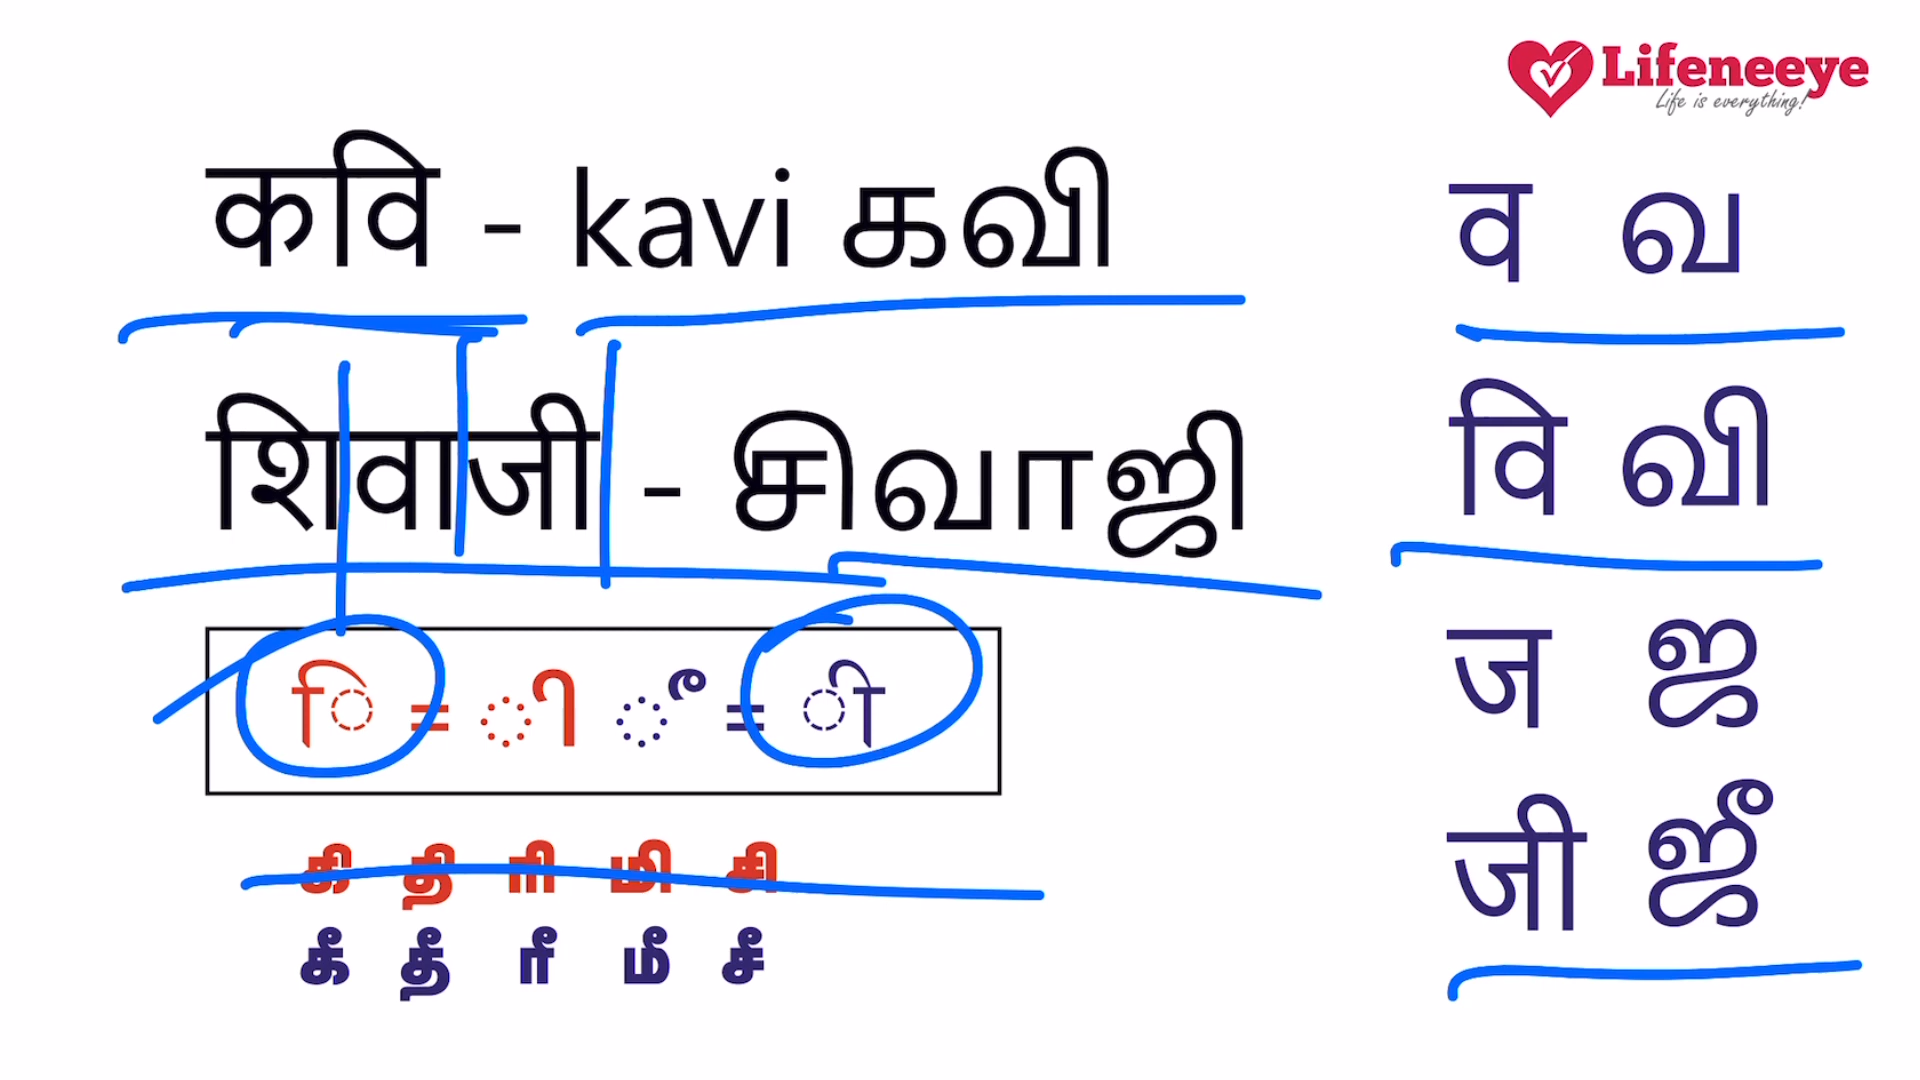 Lifeneeye
Life is everything!
कवि - kavi கவி
शिवाजी - சிவாஜி
ि = ி ீ = ी
கி தி ரி மி சி
கீ தீ ரீ மீ சீ
व வ
वि வி
ज ஜ
जी ஜீ